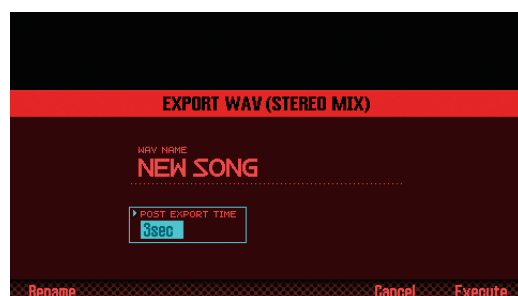 EXPORT WAV (STEREO MIX)
WAV NAME
NEW SONG
POST EXPORT TIME
3sec
Rename Cancel Execute